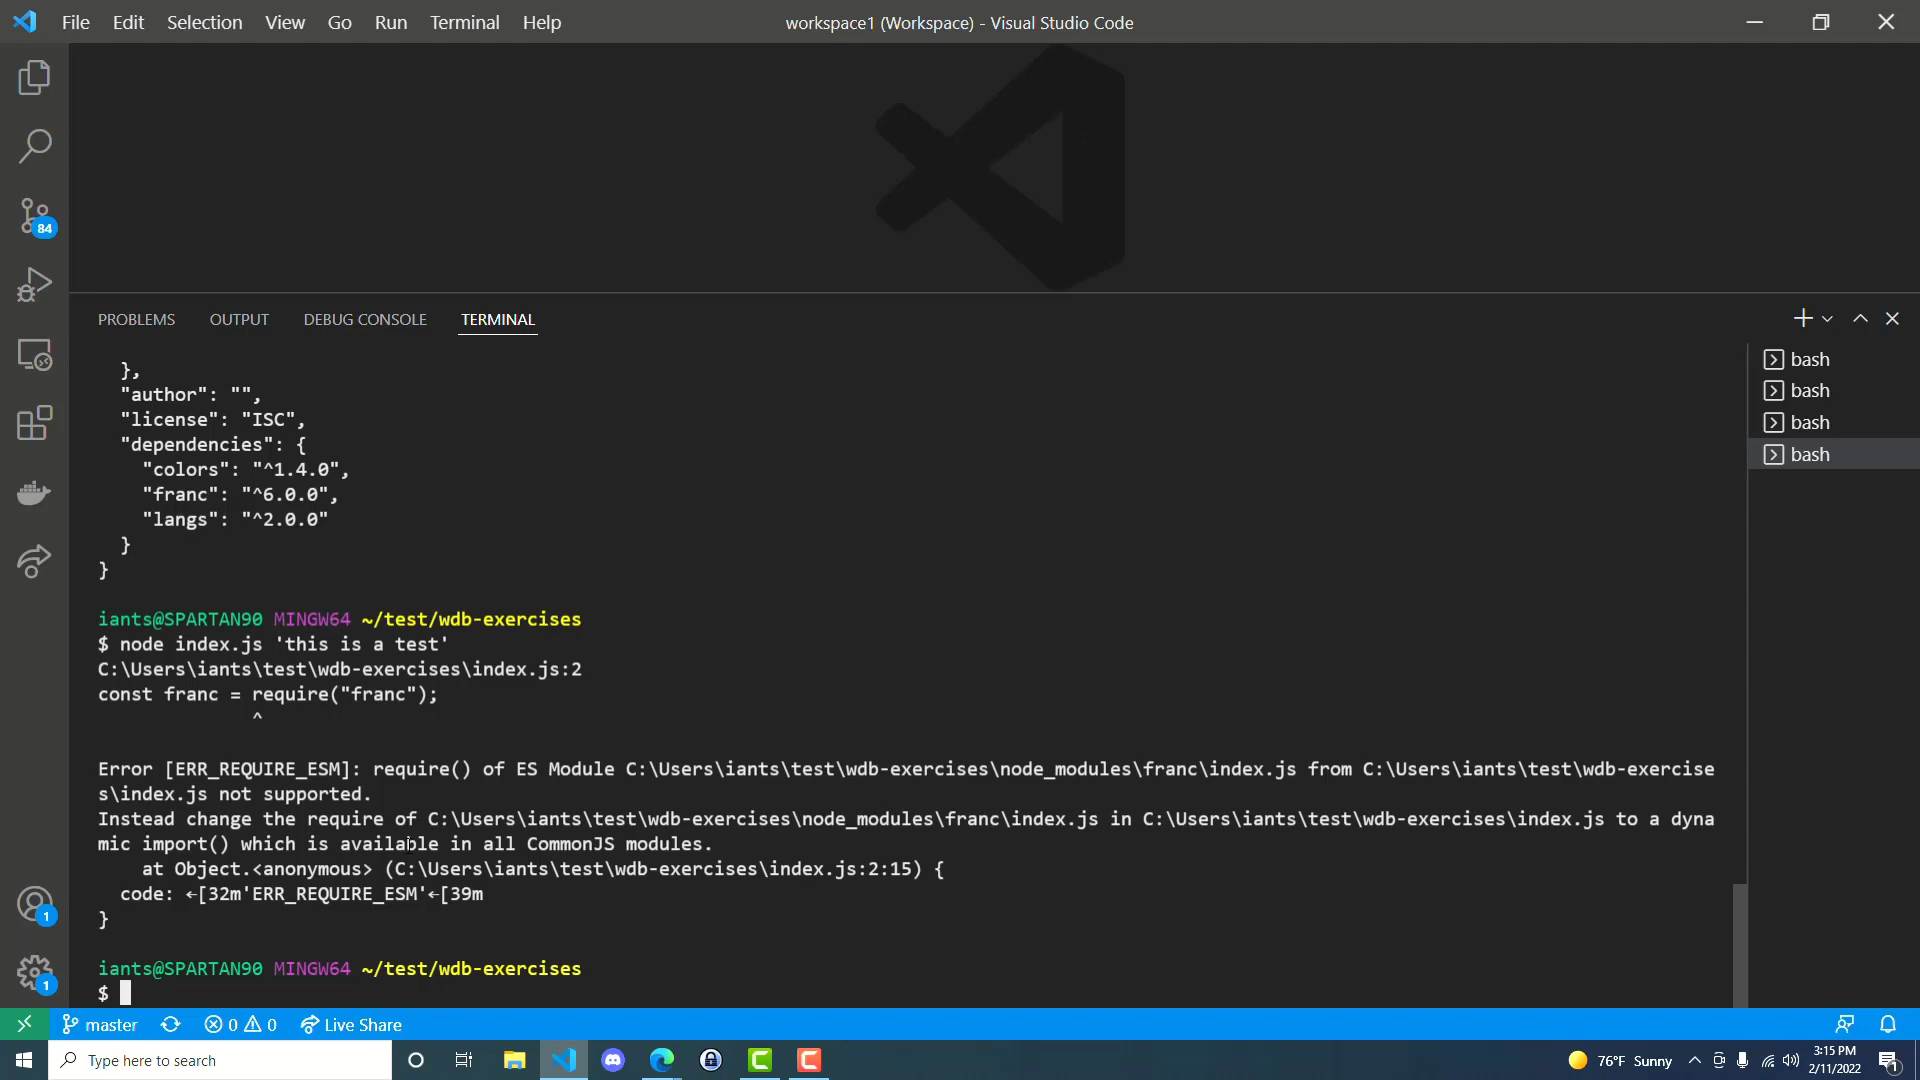 File Edit Selection View Go Run Terminal Help
workspace1 (Workspace) - Visual Studio Code
84
PROBLEMS OUTPUT DEBUG CONSOLE TERMINAL
bash
bash
bash
bash
},
"author": "",
"license": "ISC",
"dependencies": {
"colors": "^1.4.0",
"franc": "^6.0.0",
"langs": "^2.0.0"
}
}
iants@SPARTAN90 MINGW64 ~/test/wdb-exercises
$ node index.js 'this is a test'
C:\Users\iants\test\wdb-exercises\index.js:2
const franc = require("franc");
^
Error [ERR_REQUIRE_ESM]: require() of ES Module C:\Users\iants\test\wdb-exercises\node_modules\franc\index.js from C:\Users\iants\test\wdb-exercise
s\index.js not supported.
Instead change the require of C:\Users\iants\test\wdb-exercises\node_modules\franc\index.js in C:\Users\iants\test\wdb-exercises\index.js to a dyna
mic import() which is available in all CommonJS modules.
at Object.<anonymous> (C:\Users\iants\test\wdb-exercises\index.js:2:15) {
code: ←[32m'ERR_REQUIRE_ESM'←[39m
}
iants@SPARTAN90 MINGW64 ~/test/wdb-exercises
$
1
1
master 0 0 Live Share
Type here to search
76°F Sunny
3:15 PM
2/11/2022
1